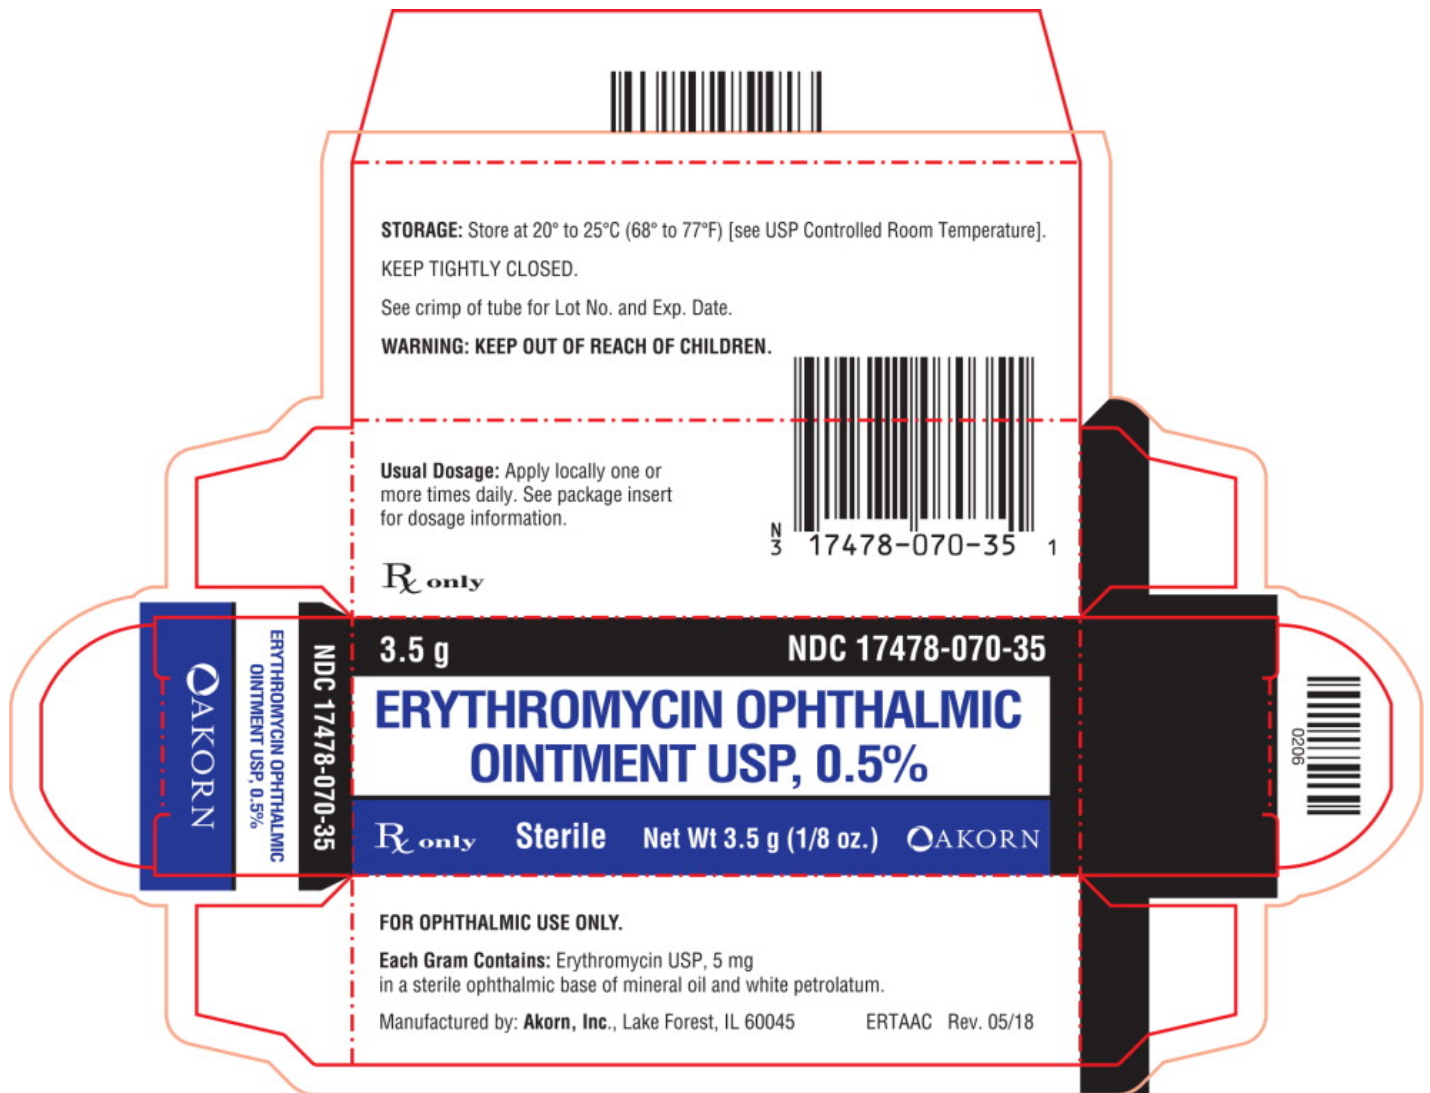 STORAGE: Store at 20° to 25°C (68° to 77°F) [see USP Controlled Room Temperature].
KEEP TIGHTLY CLOSED.
See crimp of tube for Lot No. and Exp. Date.
WARNING: KEEP OUT OF REACH OF CHILDREN.
Usual Dosage: Apply locally one or
more times daily. See package insert
for dosage information.
Rx only
N
3 17478-070-35 1
3.5 g NDC 17478-070-35
ERYTHROMYCIN OPHTHALMIC
OINTMENT USP, 0.5%
Rx only Sterile Net Wt 3.5 g (1/8 oz.) AKORN
FOR OPHTHALMIC USE ONLY.
Each Gram Contains: Erythromycin USP, 5 mg
in a sterile ophthalmic base of mineral oil and white petrolatum.
Manufactured by: Akorn, Inc., Lake Forest, IL 60045 ERTAAC Rev. 05/18
NDC 17478-070-35
ERYTHROMYCIN OPHTHALMIC
OINTMENT USP, 0.5%
AKORN
0206